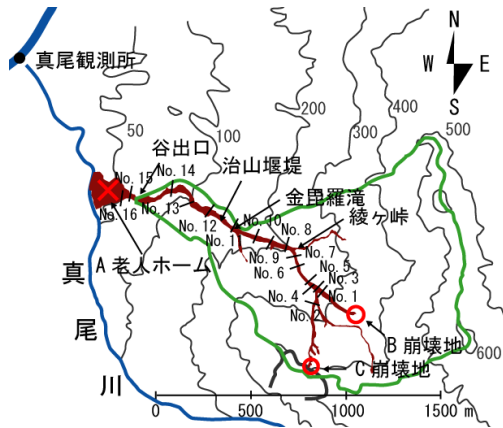 N
W E
S
真尾観測所
50
100
200
300
400
500
谷出口
No. 14
No. 15
治山堰堤
金毘羅滝
No. 13
No. 16
No. 12
No. 10
No. 8
綾ヶ峠
No. 1
No. 9
No. 7
A 老人ホーム
No. 6
No. 5
No. 3
No. 4
No. 1
No. 2
B 崩壊地
C 崩壊地
600
真尾川
0 500 1000 1500 m